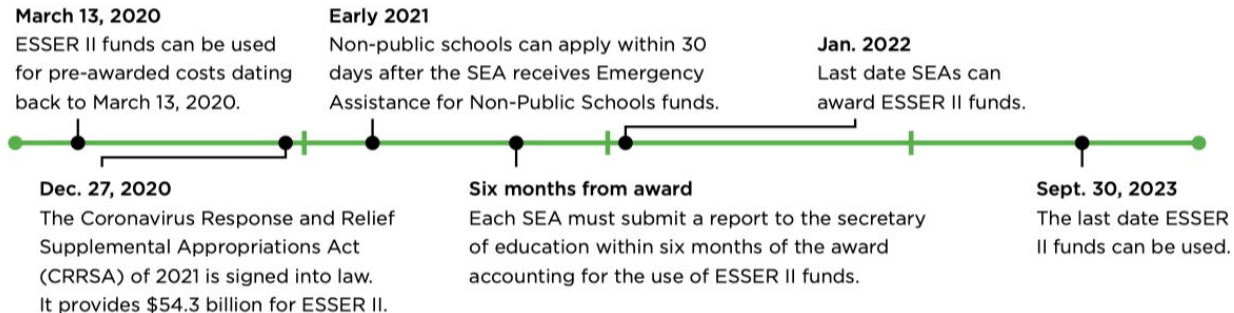 March 13, 2020
ESSER II funds can be used
for pre-awarded costs dating
back to March 13, 2020.
Early 2021
Non-public schools can apply within 30
days after the SEA receives Emergency
Assistance for Non-Public Schools funds.
Jan. 2022
Last date SEAs can
award ESSER II funds.
Dec. 27, 2020
The Coronavirus Response and Relief
Supplemental Appropriations Act
(CRRSA) of 2021 is signed into law.
It provides $54.3 billion for ESSER II.
Six months from award
Each SEA must submit a report to the secretary
of education within six months of the award
accounting for the use of ESSER II funds.
Sept. 30, 2023
The last date ESSER
II funds can be used.